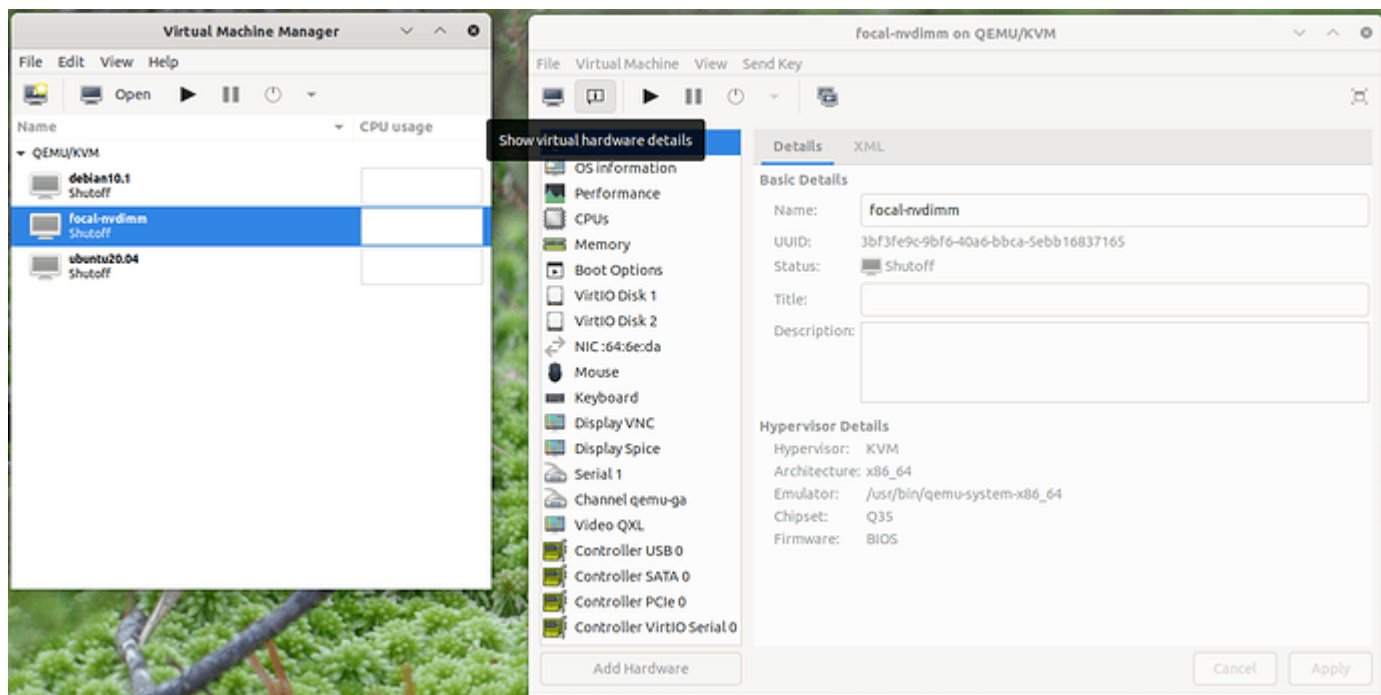 Virtual Machine Manager
File Edit View Help
Open
Name CPU usage
QEMU/KVM
debian10.1
Shutoff
focal-nvdimm
Shutoff
ubuntu20.04
Shutoff
focal-nvdimm on QEMU/KVM
File Virtual Machine View Send Key
Show virtual hardware details
OS information
Performance
CPUs
Memory
Boot Options
VirtIO Disk 1
VirtIO Disk 2
NIC :64:6e:da
Mouse
Keyboard
Display VNC
Display Spice
Serial 1
Channel qemu-ga
Video QXL
Controller USB 0
Controller SATA 0
Controller PCIe 0
Controller VirtIO Serial 0
Add Hardware
Details XML
Basic Details
Name: focal-nvdimm
UUID: 3bf3fe9c-9bf6-40a6-bbca-5ebb16837165
Status: Shutoff
Title:
Description:
Hypervisor Details
Hypervisor: KVM
Architecture: x86_64
Emulator: /usr/bin/qemu-system-x86_64
Chipset: Q35
Firmware: BIOS
Cancel Apply